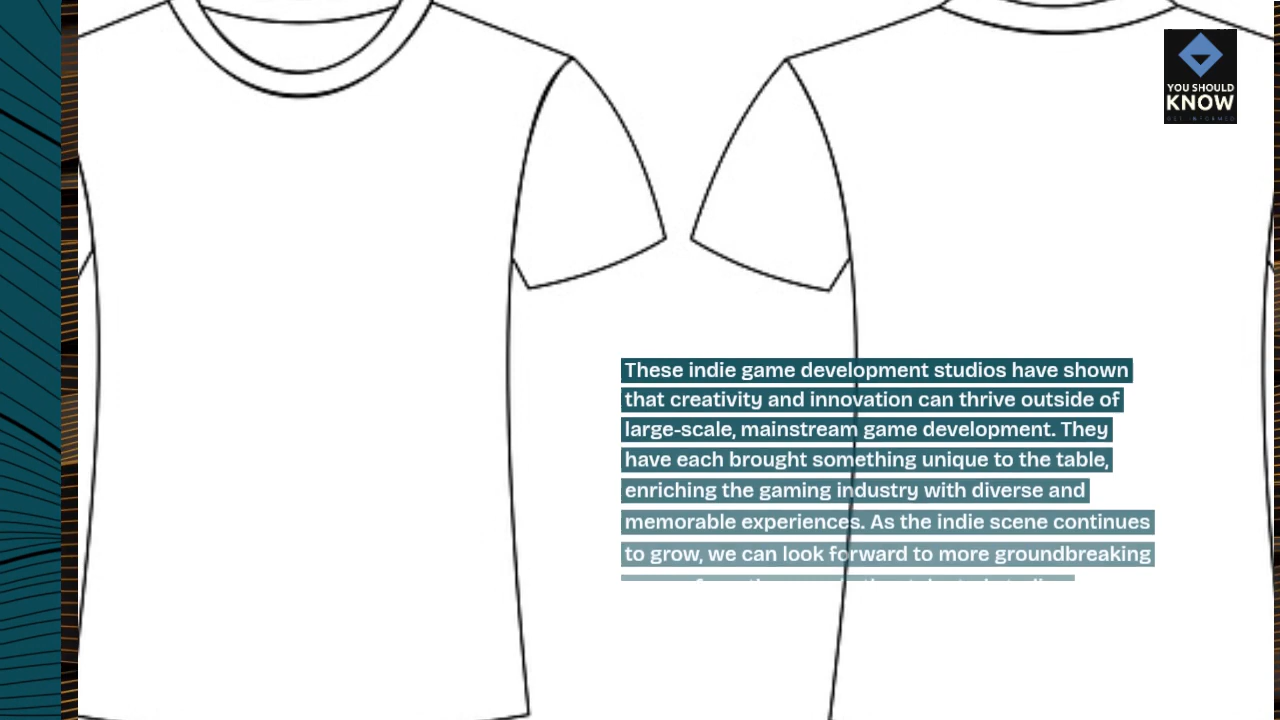 YOU SHOULD
KNOW
GET INFORMED
These indie game development studios have shown
that creativity and innovation can thrive outside of
large-scale, mainstream game development. They
have each brought something unique to the table,
enriching the gaming industry with diverse and
memorable experiences. As the indie scene continues
to grow, we can look forward to more groundbreaking